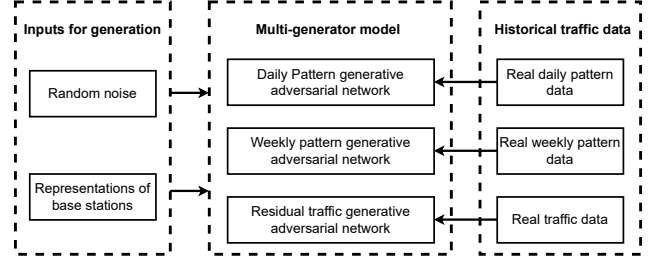 Inputs for generation
Random noise
Representations of
base stations
Multi-generator model
Daily Pattern generative
adversarial network
Weekly pattern generative
adversarial network
Residual traffic generative
adversarial network
Historical traffic data
Real daily pattern
data
Real weekly pattern
data
Real traffic data